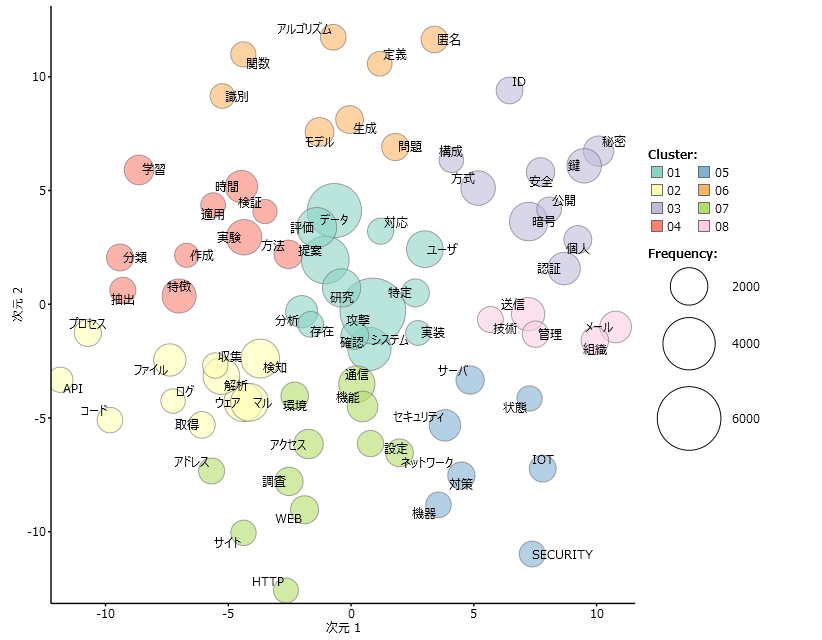 アルゴリズム
匿名
関数
定義
10
ID
識別
生成
モデル
問題
秘密
構成
鍵
Cluster:
学習
方式
安全
01
05
時間
02
06
5
検証
公開
03
07
適用
データ
対応
暗号
04
08
評価
実験
方法
提案
ユーザ
個人
Frequency:
分類
作成
認証
特徴
研究
特定
2000
抽出
送信
次元 2
0
プロセス
分析
攻撃
技術
メール
存在
確認
システム
実装
管理
組織
4000
収集
ファイル
検知
通信
サーバ
API
解析
ログ
ウェア
マル
環境
機能
状態
コード
6000
-5
取得
アクセス
設定
セキュリティ
アドレス
ネットワーク
IOT
調査
対策
WEB
機器
-10
サイト
SECURITY
HTTP
-10
-5
0
5
10
次元 1